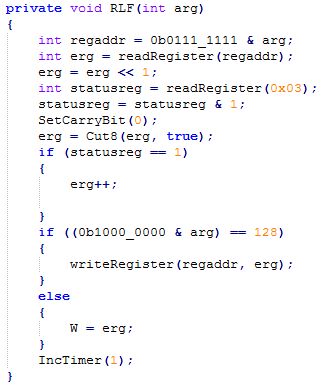 private void RLF(int arg)
{
int regaddr = 0b0111_1111 & arg;
int erg = readRegister(regaddr);
erg = erg << 1;
int statusreg = readRegister(0x03);
statusreg = statusreg & 1;
SetCarryBit(0);
erg = Cut8(erg, true);
if (statusreg == 1)
{
erg++;
}
if ((0b1000_0000 & arg) == 128)
{
writeRegister(regaddr, erg);
}
else
{
W = erg;
}
IncTimer(1);
}